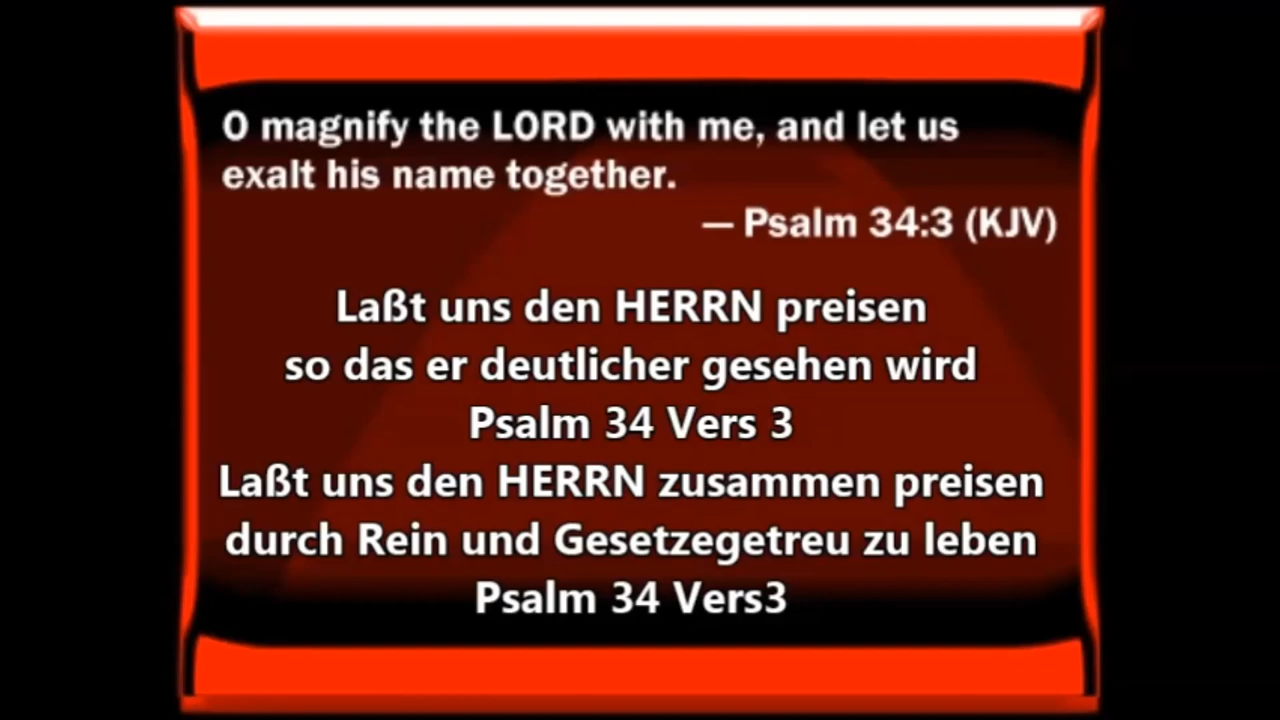 O magnify the LORD with me, and let us
exalt his name together.
— Psalm 34:3 (KJV)
Laßt uns den HERRN preisen
so das er deutlicher gesehen wird
Psalm 34 Vers 3
Laßt uns den HERRN zusammen preisen
durch Rein und Gesetzegetreu zu leben
Psalm 34 Vers3